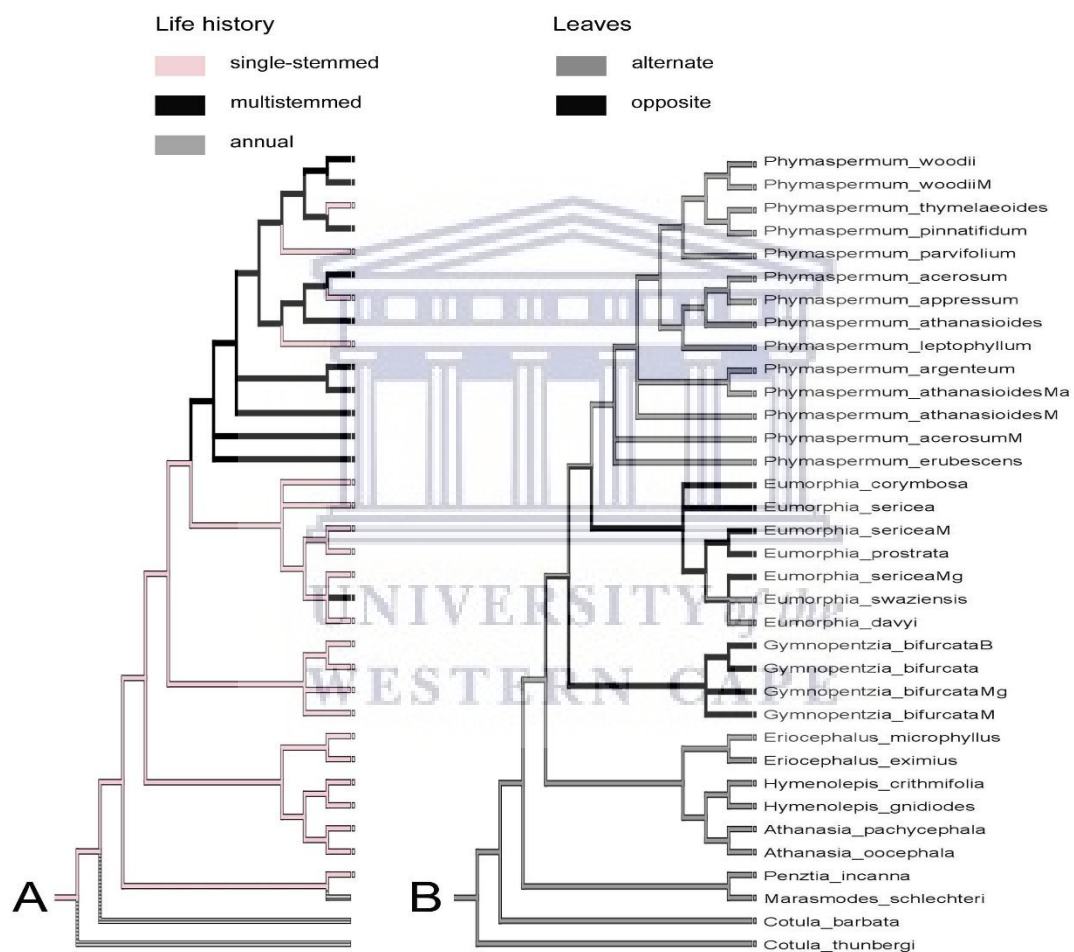 Life history
single-stemmed
multistemmed
annual
Leaves
alternate
opposite
Phymaspermum_woodii
Phymaspermum_woodiiM
Phymaspermum_thymelaeoides
Phymaspermum_pinnatifidum
Phymaspermum_parvifolium
Phymaspermum_acerosum
Phymaspermum_appressum
Phymaspermum_athanasioides
Phymaspermum_leptophyllum
Phymaspermum_argenteum
Phymaspermum_athanasioidesMa
Phymaspermum_athanasioidesM
Phymaspermum_acerosumM
Phymaspermum_erubescens
Eumorphia_corymbosa
Eumorphia_sericea
Eumorphia_sericeaM
Eumorphia_prostrata
Eumorphia_sericeaMg
Eumorphia_swaziensis
Eumorphia_davyi
Gymnopentzia_bifurcataB
Gymnopentzia_bifurcata
Gymnopentzia_bifurcataMg
Gymnopentzia_bifurcataM
Eriocephalus_microphyllus
Eriocephalus_eximius
Hymenolepis_crithmifolia
Hymenolepis_gnidiodes
Athanasia_pachycephala
Athanasia_oocephala
Penztia_incanna
Marasmodes_schlechteri
Cotula_barbata
Cotula_thunbergi
A
B
UNIVERSITY of the
WESTERN CAPE